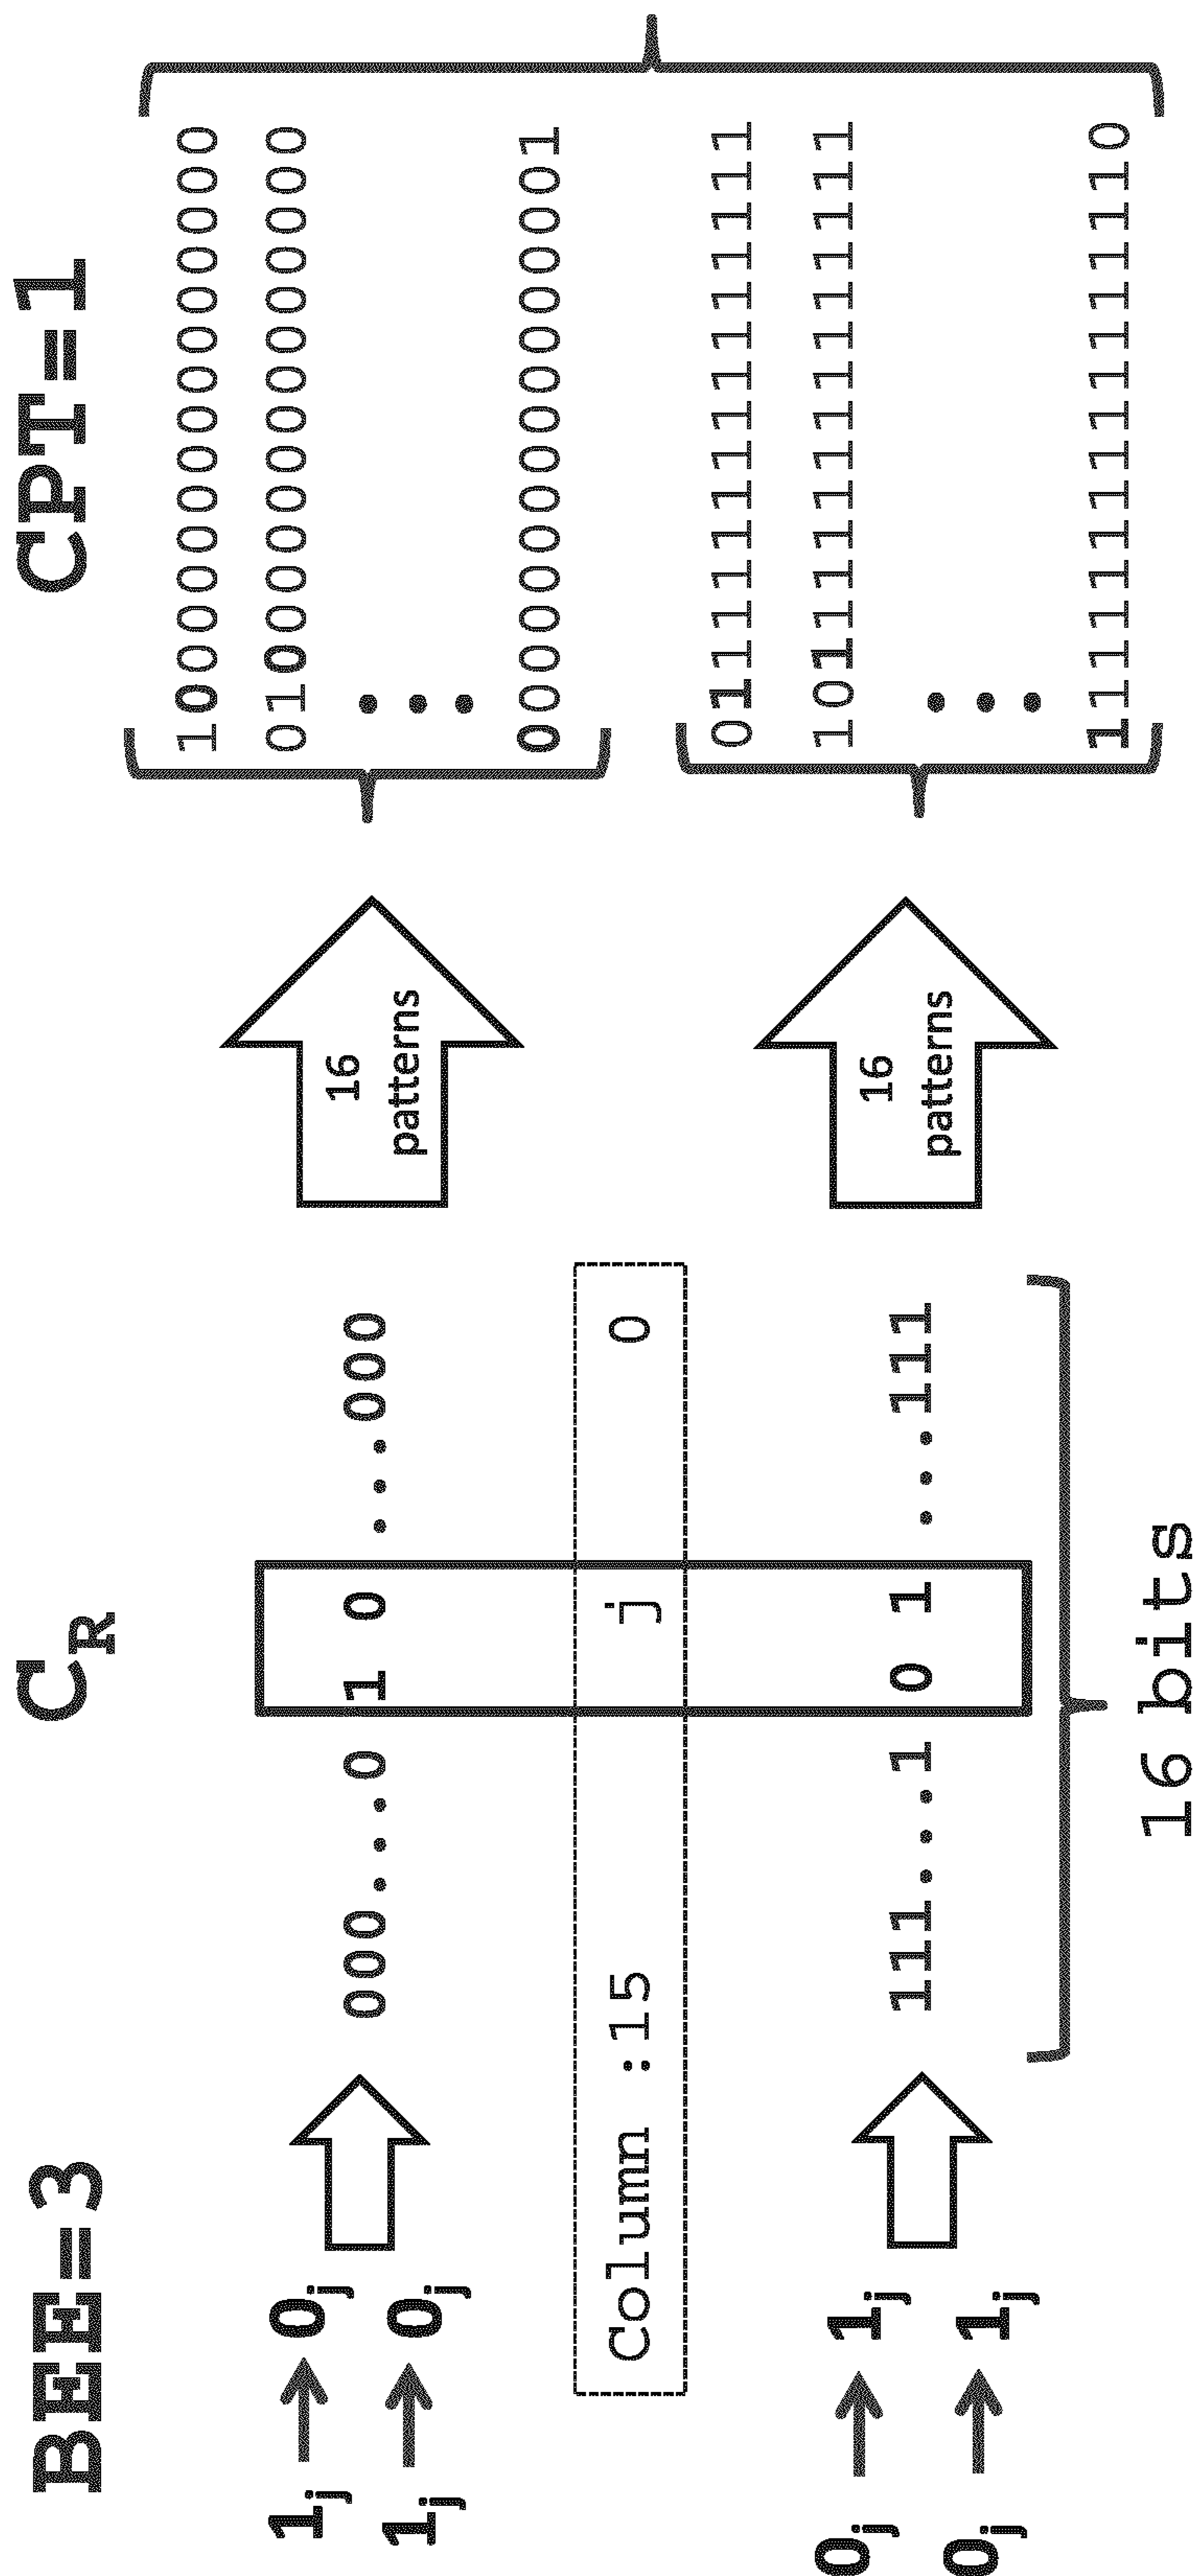 BEE=3
C_R
CPT=1
1_j → 0_j
1_j → 0_j
000...0 1 0 ...000
16
patterns
1000000000000000
0100000000000000
0000000000000001
Column :15 j 0
0_j → 1_j
0_j → 1_j
111...1 0 1 ...111
16
patterns
0111111111111111
1011111111111111
1111111111111110
16 bits